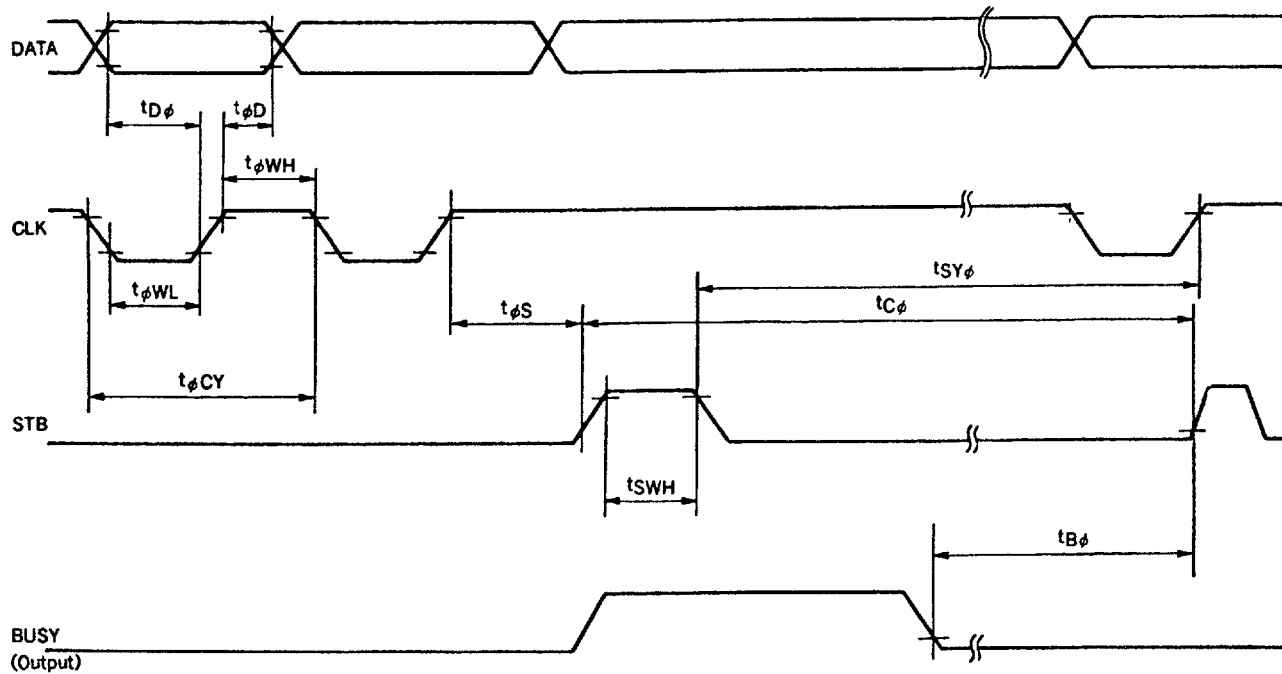 DATA
tDϕ
tϕD
tϕWH
CLK
tϕWL
tSYϕ
tϕS
tCϕ
tϕCY
STB
tSWH
tBϕ
BUSY
(Output)